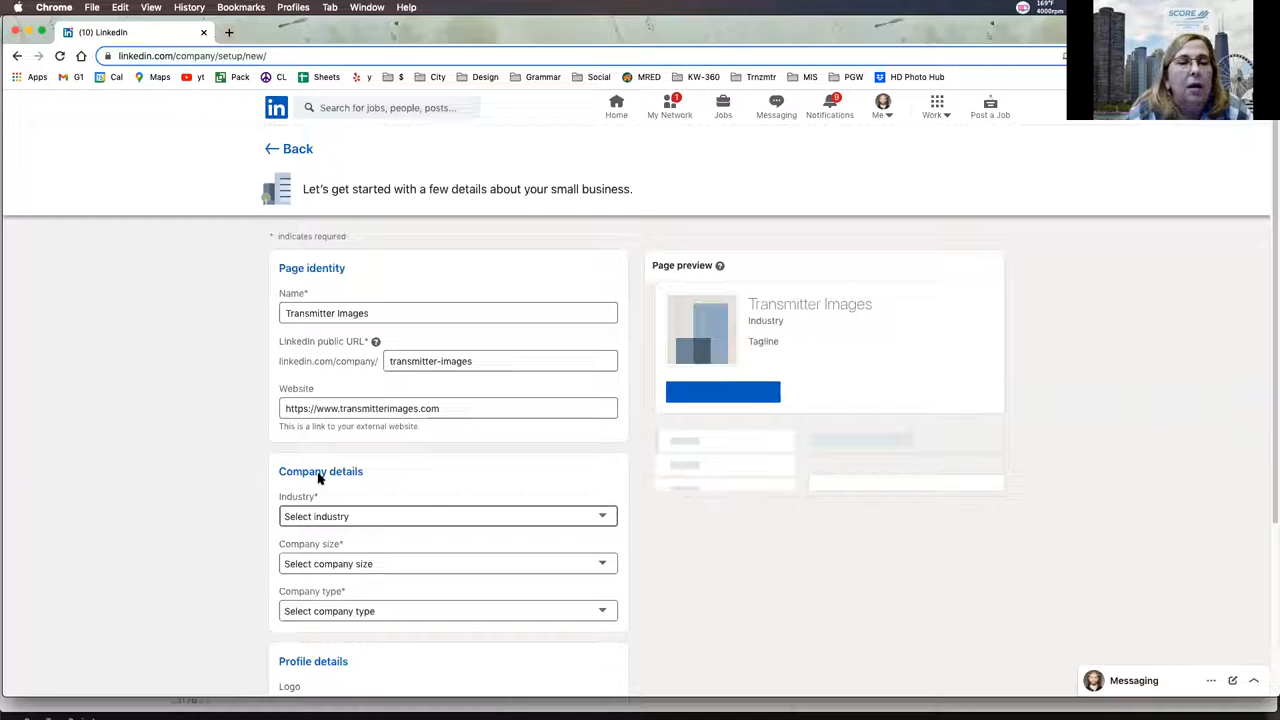 Chrome File Edit View History Bookmarks Profiles Tab Window Help
169°F
4000rpm
(10) LinkedIn
linkedin.com/company/setup/new/
Apps G1 Cal Maps yt Pack CL Sheets y $ City Design Grammar Social MRED KW-360 Trnzmtr MIS PGW HD Photo Hub
SCORE
in Search for jobs, people, posts... Home 1 My Network Jobs Messaging 9 Notifications Me Work Post a Job
Back
Let's get started with a few details about your small business.
* indicates required
Page identity
Name*
Transmitter Images
LinkedIn public URL*
linkedin.com/company/ transmitter-images
Website
https://www.transmitterimages.com
This is a link to your external website.
Company details
Industry*
Select industry
Company size*
Select company size
Company type*
Select company type
Profile details
Logo
Page preview
Transmitter Images
Industry
Tagline
Messaging